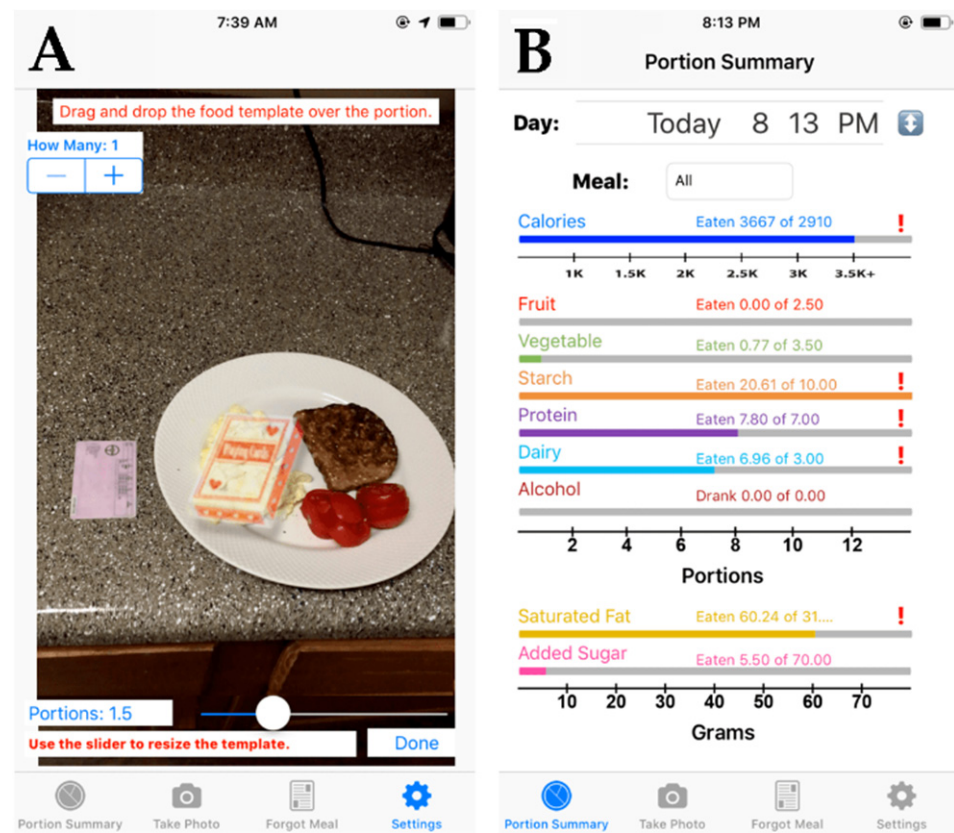 A
7:39 AM
Drag and drop the food template over the portion.
How Many: 1
− +
Playing Cards
Portions: 1.5
Use the slider to resize the template.
Done
Portion Summary Take Photo Forgot Meal Settings
B
8:13 PM
Portion Summary
Day: Today 8 13 PM
Meal: All
Calories Eaten 3667 of 2910 !
1K 1.5K 2K 2.5K 3K 3.5K+
Fruit Eaten 0.00 of 2.50
Vegetable Eaten 0.77 of 3.50
Starch Eaten 20.61 of 10.00 !
Protein Eaten 7.80 of 7.00 !
Dairy Eaten 6.96 of 3.00 !
Alcohol Drank 0.00 of 0.00
2 4 6 8 10 12
Portions
Saturated Fat Eaten 60.24 of 31.... !
Added Sugar Eaten 5.50 of 70.00
10 20 30 40 50 60 70
Grams
Portion Summary Take Photo Forgot Meal Settings